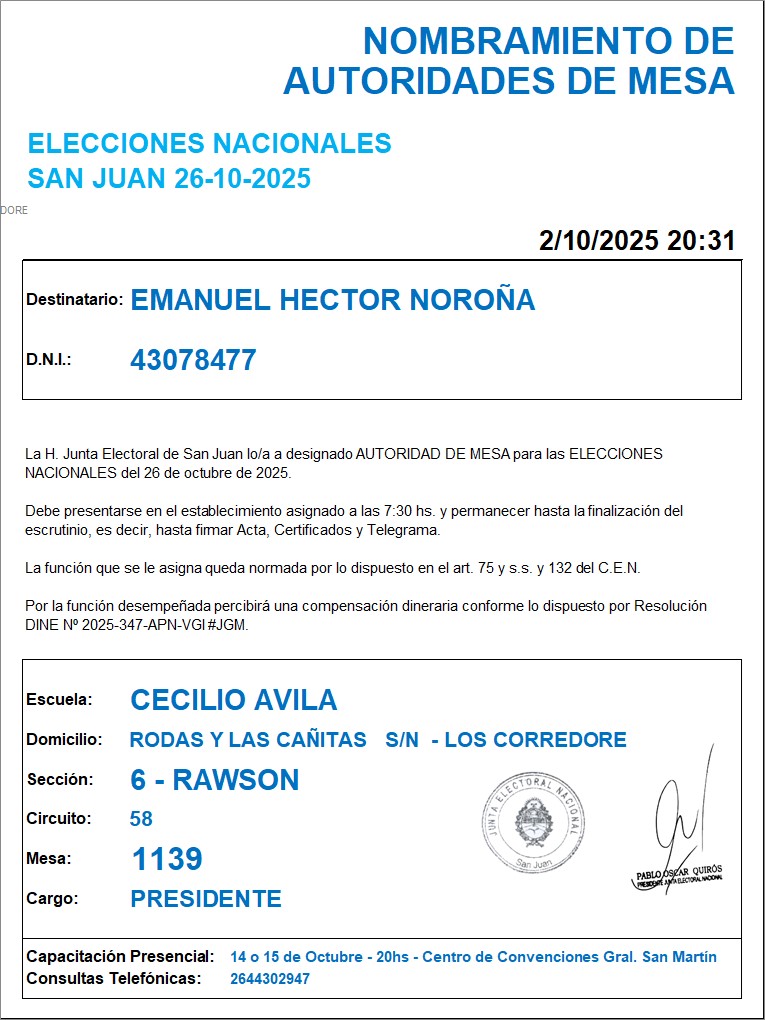 NOMBRAMIENTO DE
AUTORIDADES DE MESA
ELECCIONES NACIONALES
SAN JUAN 26-10-2025
DORE
2/10/2025 20:31
Destinatario: EMANUEL HECTOR NOROÑA
D.N.I.: 43078477
La H. Junta Electoral de San Juan lo/a a designado AUTORIDAD DE MESA para las ELECCIONES
NACIONALES del 26 de octubre de 2025.
Debe presentarse en el establecimiento asignado a las 7:30 hs. y permanecer hasta la finalización del
escrutinio, es decir, hasta firmar Acta, Certificados y Telegrama.
La función que se le asigna queda normada por lo dispuesto en el art. 75 y s.s. y 132 del C.E.N.
Por la función desempeñada percibirá una compensación dineraria conforme lo dispuesto por Resolución
DINE Nº 2025-347-APN-VGI#JGM.
Escuela: CECILIO AVILA
Domicilio: RODAS Y LAS CAÑITAS S/N - LOS CORREDORE
Sección: 6 - RAWSON
Circuito: 58
Mesa: 1139
Cargo: PRESIDENTE
JUNTA ELECTORAL NACIONAL
San Juan
PABLO OSCAR QUIRÓS
PRESIDENTE JUNTA ELECTORAL NACIONAL
Capacitación Presencial: 14 o 15 de Octubre - 20hs - Centro de Convenciones Gral. San Martín
Consultas Telefónicas: 2644302947